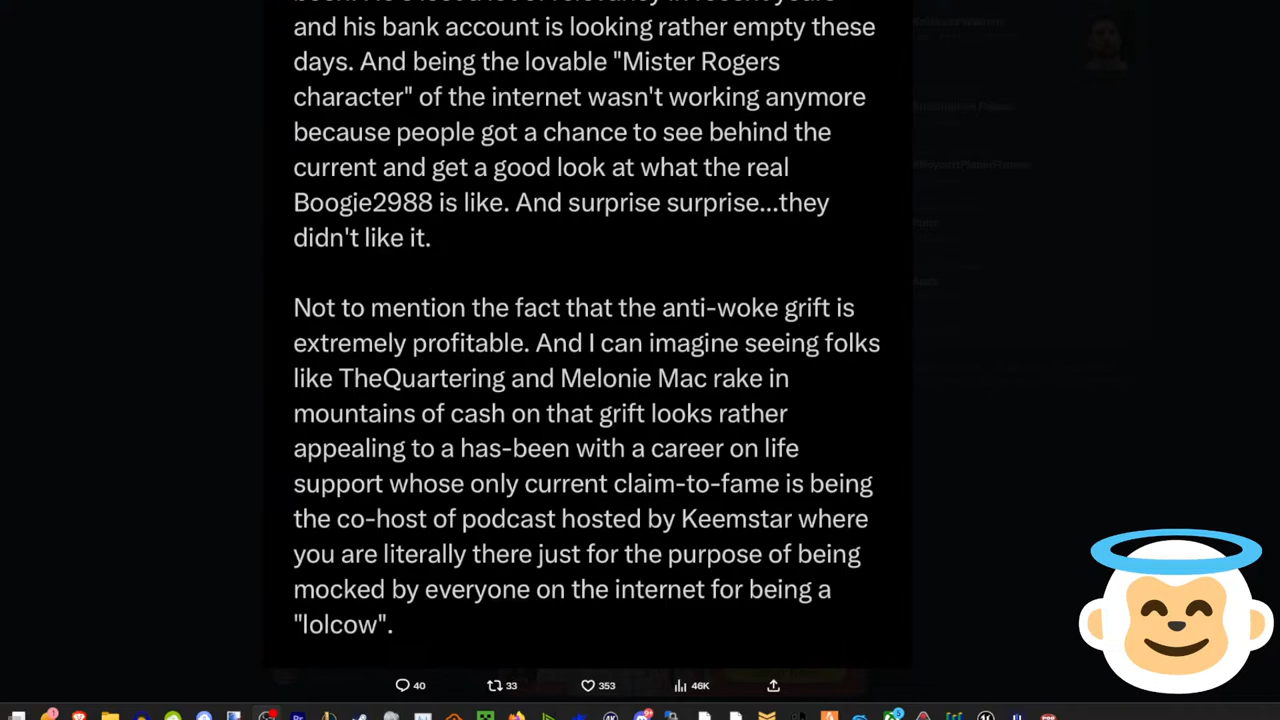 and his bank account is looking rather empty these
days. And being the lovable "Mister Rogers
character" of the internet wasn't working anymore
because people got a chance to see behind the
current and get a good look at what the real
Boogie2988 is like. And surprise surprise...they
didn't like it.
Not to mention the fact that the anti-woke grift is
extremely profitable. And I can imagine seeing folks
like TheQuartering and Melonie Mac rake in
mountains of cash on that grift looks rather
appealing to a has-been with a career on life
support whose only current claim-to-fame is being
the co-host of podcast hosted by Keemstar where
you are literally there just for the purpose of being
mocked by everyone on the internet for being a
"lolcow".
40 33 353 46K